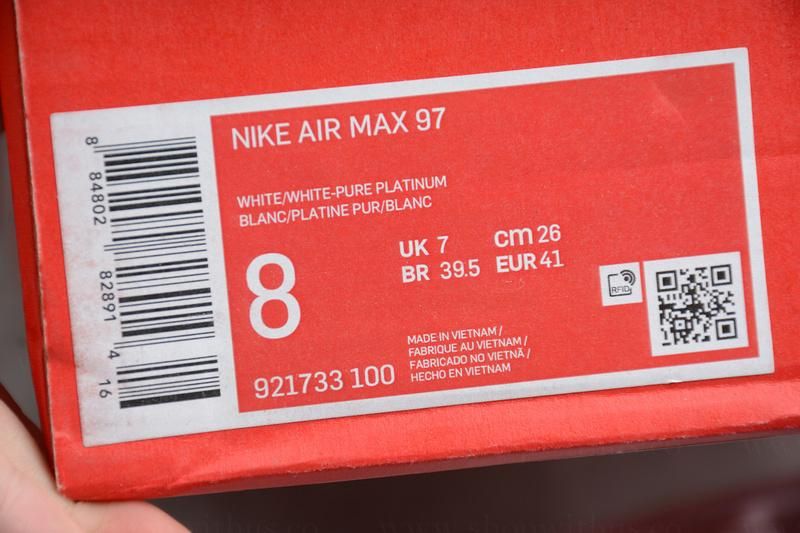 NIKE AIR MAX 97
WHITE/WHITE-PURE PLATINUM
BLANC/PLATINE PUR/BLANC
8
UK 7 cm 26
BR 39.5 EUR 41
RFID
921733 100
MADE IN VIETNAM /
FABRIQUE AU VIETNAM /
FABRICADO NO VIETNÃ /
HECHO EN VIETNAM
8 84802 82891 4 16